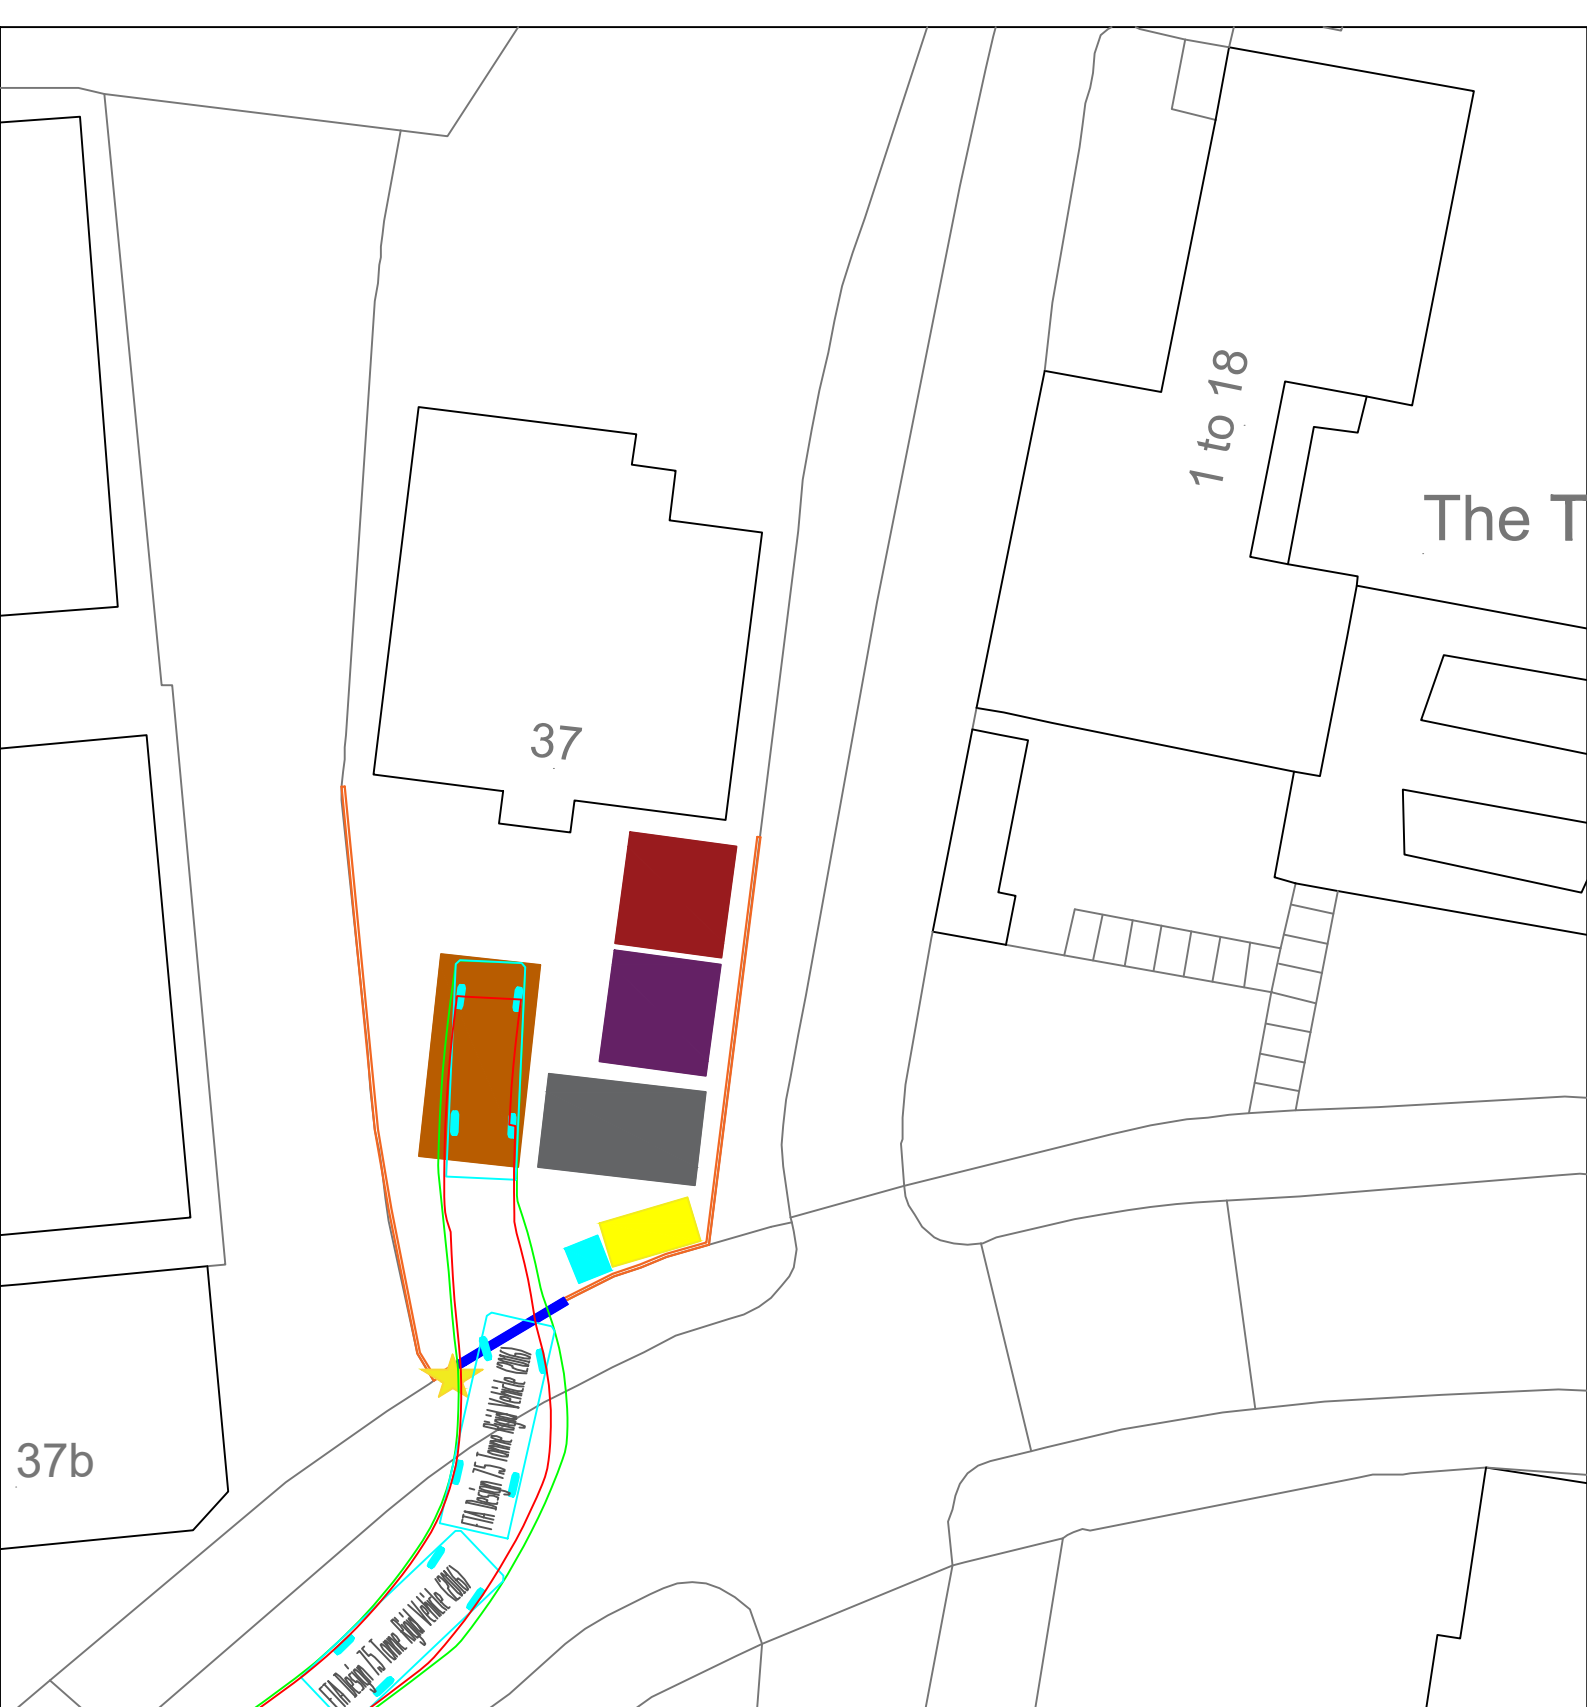 1 to 18
The T
37
37b
FTA Design 7.5 Tonne Rigid Vehicle (2016)
FTA Design 7.5 Tonne Rigid Vehicle (2016)